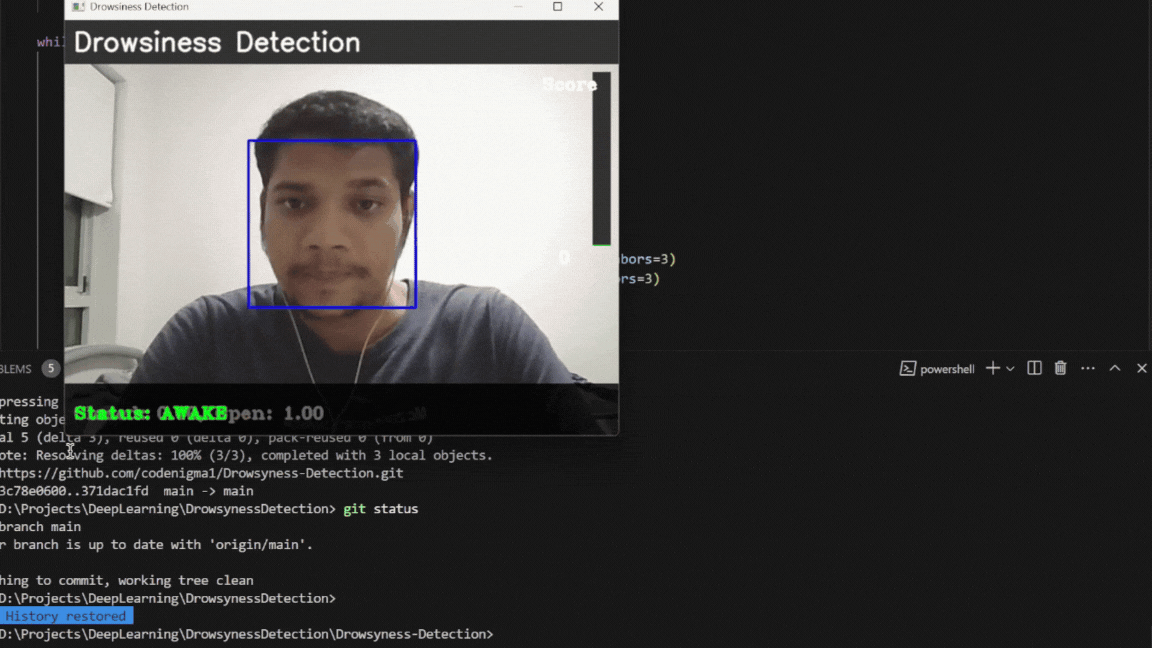 Drowsiness Detection
whi
Drowsiness Detection
Score
0
bors=3)
rs=3)
BLEMS 5
powershell
Status: AWAKE pen: 1.00
pressing
ting obje
al 5 (delta 3), reused 0 (delta 0), pack-reused 0 (from 0)
ote: Resolving deltas: 100% (3/3), completed with 3 local objects.
https://github.com/codenigma1/Drowsyness-Detection.git
3c78e0600..371dac1fd main -> main
D:\Projects\DeepLearning\DrowsynessDetection> git status
branch main
r branch is up to date with 'origin/main'.
hing to commit, working tree clean
D:\Projects\DeepLearning\DrowsynessDetection>
History restored
D:\Projects\DeepLearning\DrowsynessDetection\Drowsyness-Detection>